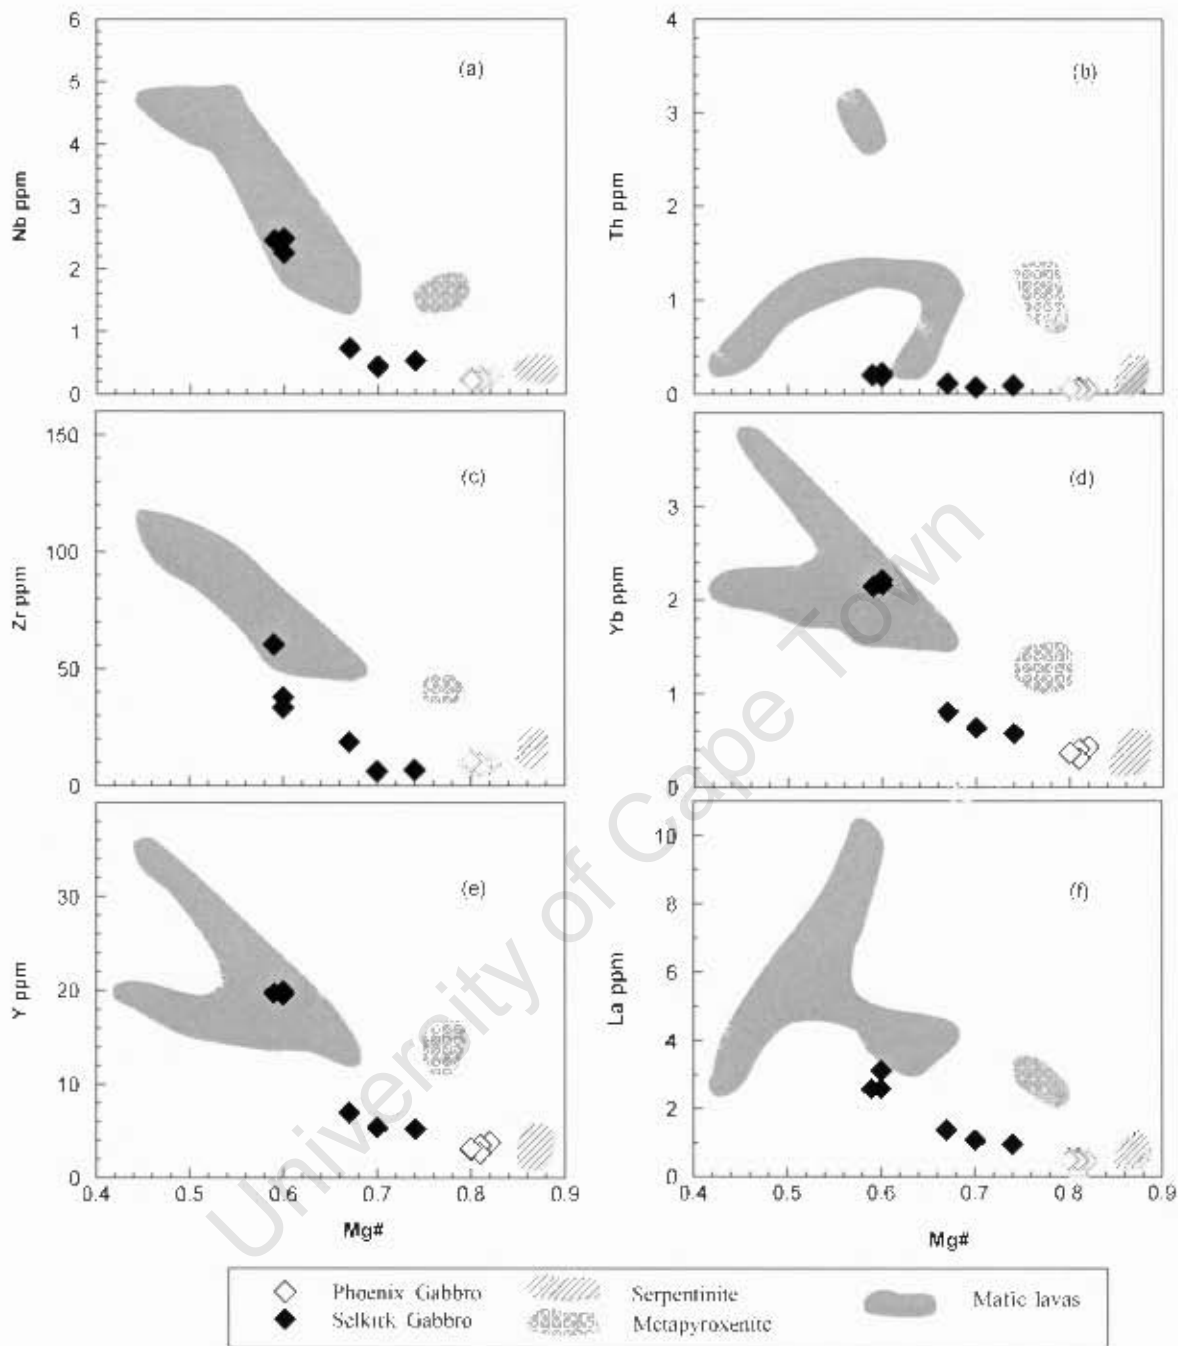 6
5
4
3
2
1
0
Nb ppm
(a)
4
3
2
1
0
Th ppm
(b)
150
100
50
0
Zr ppm
(c)
3
2
1
0
Yb ppm
(d)
30
20
10
0
Y ppm
(e)
0.4 0.5 0.6 0.7 0.8 0.9
Mg#
10
8
6
4
2
0
La ppm
(f)
0.4 0.5 0.6 0.7 0.8 0.9
Mg#
University of Cape Town
Phoenix Gabbro
Serpentinite
Mafic lavas
Selkirk Gabbro
Metapyroxenite